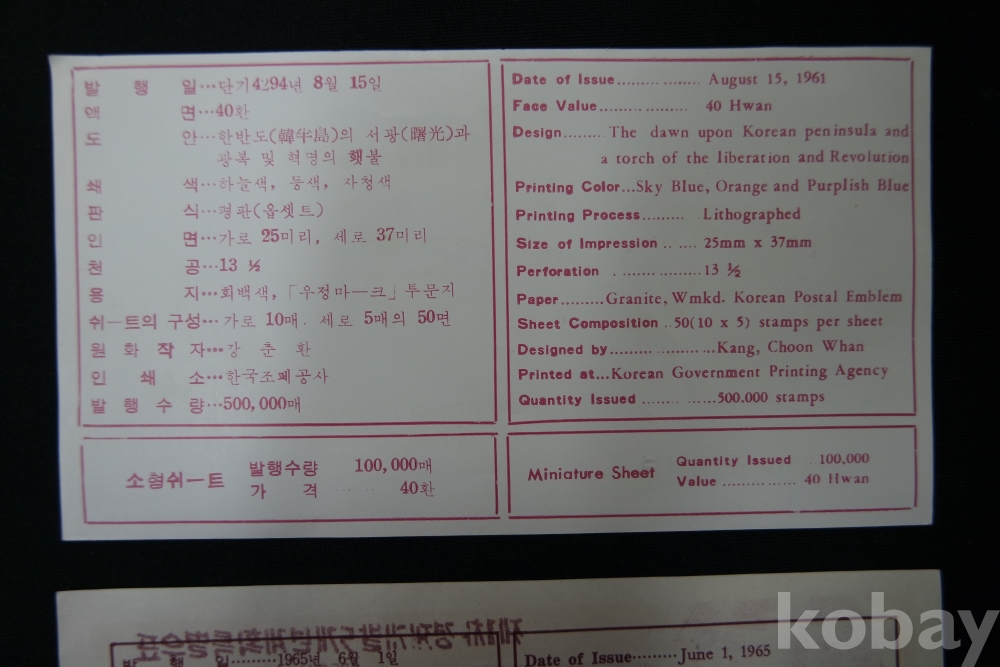 발 행 일…단기4294년 8월 15일
액 면…40환
도 안…한반도(韓半島)의 서광(曙光)과
광복 및 혁명의 횃불
쇄 색…하늘색, 등색, 자청색
판 식…평판(옵셋트)
인 면…가로 25미리, 세로 37미리
천 공…13 ½
용 지…회백색, 「우정마—크」 투문지
쉬—트의 구성…가로 10매. 세로 5매의 50면
원 화 작 자…강 춘 환
인 쇄 소…한국조폐공사
발 행 수 량…500,000매
소형쉬—트 발행수량 100,000매
가 격 40환
Date of Issue.................. August 15, 1961
Face Value.................. 40 Hwan
Design........ The dawn upon Korean peninsula and
a torch of the liberation and Revolution
Printing Color...Sky Blue, Orange and Purplish Blue
Printing Process......... Lithographed
Size of Impression ...... 25mm x 37mm
Perforation ..................13 ½
Paper.........Granite, Wmkd. Korean Postal Emblem
Sheet Composition ..50(10 x 5) stamps per sheet
Designed by......................Kang, Choon Whan
Printed at...Korean Government Printing Agency
Quantity Issued ...............500.000 stamps
Miniature Sheet Quantity Issued 100,000
Value ............... 40 Hwan
발 행 일………1965년 6월 1일
Date of Issue.........June 1, 1965
kobay